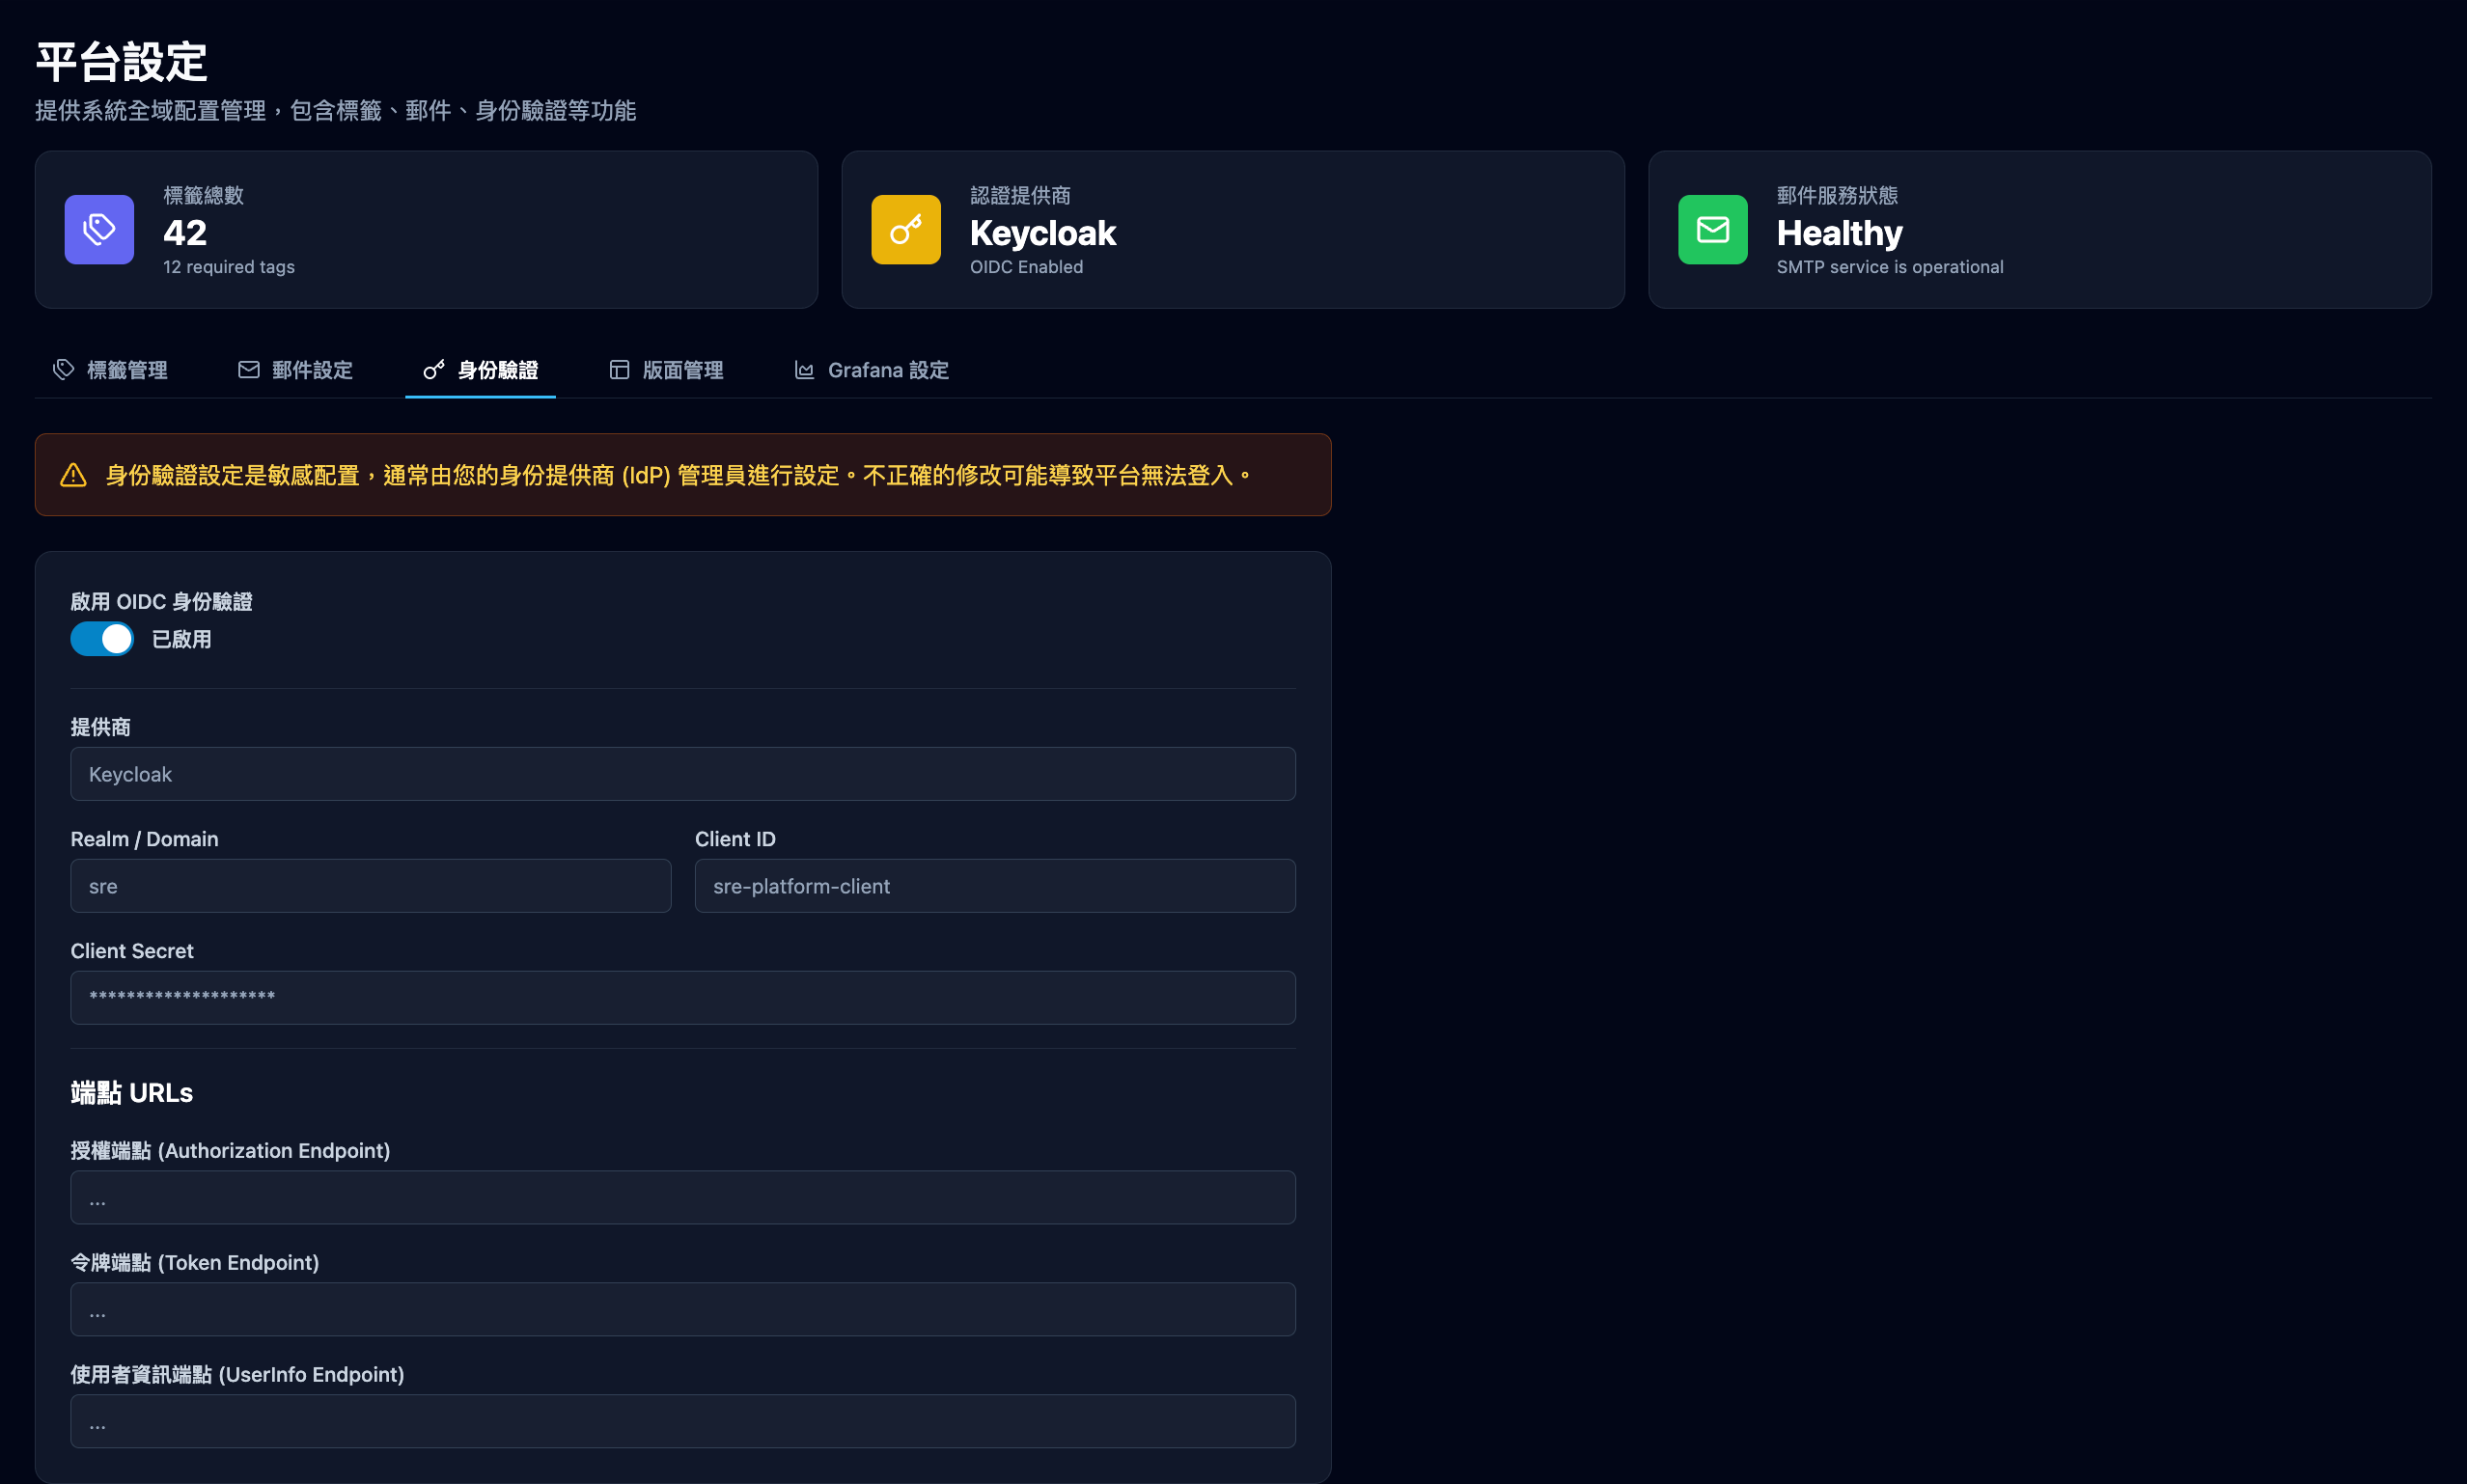 平台設定
提供系統全域配置管理，包含標籤、郵件、身份驗證等功能
標籤總數
42
12 required tags
認證提供商
Keycloak
OIDC Enabled
郵件服務狀態
Healthy
SMTP service is operational
標籤管理
郵件設定
身份驗證
版面管理
Grafana 設定
身份驗證設定是敏感配置，通常由您的身份提供商 (IdP) 管理員進行設定。不正確的修改可能導致平台無法登入。
啟用 OIDC 身份驗證
已啟用
提供商
Keycloak
Realm / Domain
Client ID
sre
sre-platform-client
Client Secret
********************
端點 URLs
授權端點 (Authorization Endpoint)
...
令牌端點 (Token Endpoint)
...
使用者資訊端點 (UserInfo Endpoint)
...